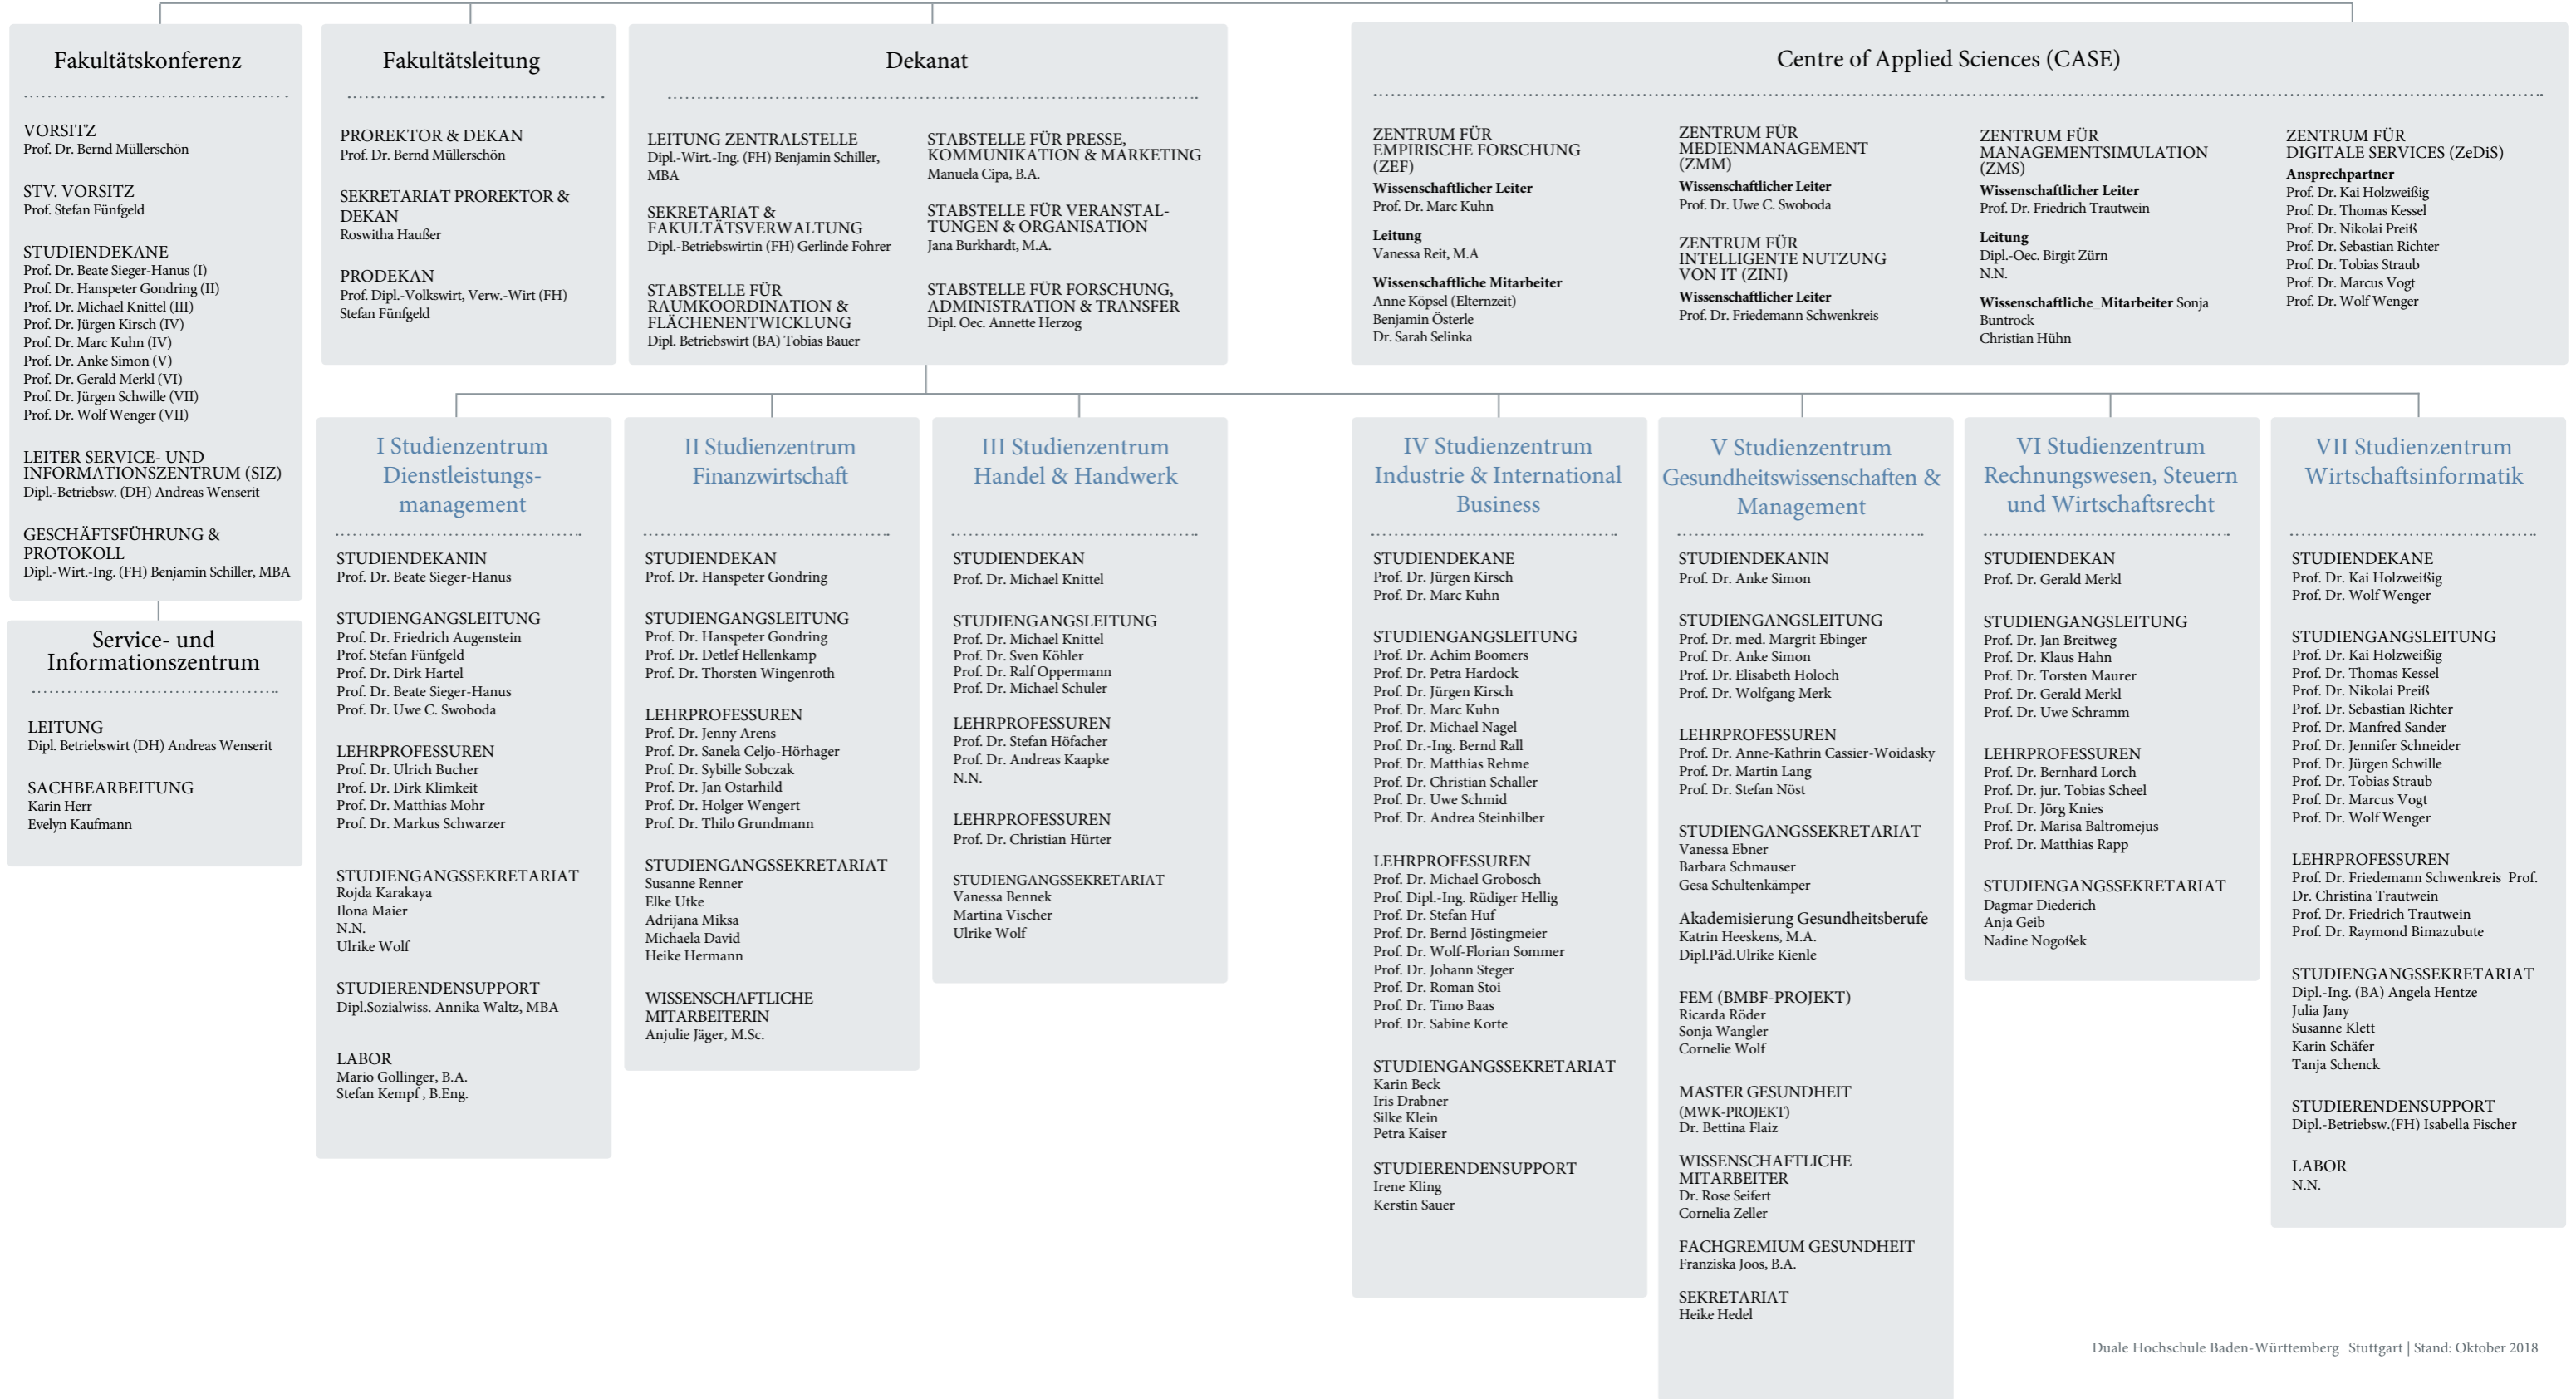 Fakultätskonferenz
VORSITZ
Prof. Dr. Bernd Müllerschön
STV. VORSITZ
Prof. Stefan Fünfgeld
STUDIENDEKANE
Prof. Dr. Beate Sieger-Hanus (I)
Prof. Dr. Hanspeter Gondring (II)
Prof. Dr. Michael Knittel (III)
Prof. Dr. Jürgen Kirsch (IV)
Prof. Dr. Marc Kuhn (IV)
Prof. Dr. Anke Simon (V)
Prof. Dr. Gerald Merkl (VI)
Prof. Dr. Jürgen Schwille (VII)
Prof. Dr. Wolf Wenger (VII)
LEITER SERVICE- UND
INFORMATIONSZENTRUM (SIZ)
Dipl.-Betriebsw. (DH) Andreas Wenserit
GESCHÄFTSFÜHRUNG &
PROTOKOLL
Dipl.-Wirt.-Ing. (FH) Benjamin Schiller, MBA
Service- und
Informationszentrum
LEITUNG
Dipl. Betriebswirt (DH) Andreas Wenserit
SACHBEARBEITUNG
Karin Herr
Evelyn Kaufmann
Fakultätsleitung
PROREKTOR & DEKAN
Prof. Dr. Bernd Müllerschön
SEKRETARIAT PROREKTOR &
DEKAN
Roswitha Haußer
PRODEKAN
Prof. Dipl.-Volkswirt, Verw.-Wirt (FH)
Stefan Fünfgeld
Dekanat
LEITUNG ZENTRALSTELLE
Dipl.-Wirt.-Ing. (FH) Benjamin Schiller,
MBA
SEKRETARIAT &
FAKULTÄTSVERWALTUNG
Dipl.-Betriebswirtin (FH) Gerlinde Fohrer
STABSTELLE FÜR
RAUMKOORDINATION &
FLÄCHENENTWICKLUNG
Dipl. Betriebswirt (BA) Tobias Bauer
STABSTELLE FÜR PRESSE,
KOMMUNIKATION & MARKETING
Manuela Cipa, B.A.
STABSTELLE FÜR VERANSTAL-
TUNGEN & ORGANISATION
Jana Burkhardt, M.A.
STABSTELLE FÜR FORSCHUNG,
ADMINISTRATION & TRANSFER
Dipl. Oec. Annette Herzog
Centre of Applied Sciences (CASE)
ZENTRUM FÜR
EMPIRISCHE FORSCHUNG
(ZEF)
Wissenschaftlicher Leiter
Prof. Dr. Marc Kuhn
Leitung
Vanessa Reit, M.A
Wissenschaftliche Mitarbeiter
Anne Köpsel (Elternzeit)
Benjamin Österle
Dr. Sarah Selinka
ZENTRUM FÜR
MEDIENMANAGEMENT
(ZMM)
Wissenschaftlicher Leiter
Prof. Dr. Uwe C. Swoboda
ZENTRUM FÜR
INTELLIGENTE NUTZUNG
VON IT (ZINI)
Wissenschaftlicher Leiter
Prof. Dr. Friedemann Schwenkreis
ZENTRUM FÜR
MANAGEMENTSIMULATION
(ZMS)
Wissenschaftlicher Leiter
Prof. Dr. Friedrich Trautwein
Leitung
Dipl.-Oec. Birgit Zürn
N.N.
Wissenschaftliche_Mitarbeiter Sonja
Buntrock
Christian Hühn
ZENTRUM FÜR
DIGITALE SERVICES (ZeDiS)
Ansprechpartner
Prof. Dr. Kai Holzweißig
Prof. Dr. Thomas Kessel
Prof. Dr. Nikolai Preiß
Prof. Dr. Sebastian Richter
Prof. Dr. Tobias Straub
Prof. Dr. Marcus Vogt
Prof. Dr. Wolf Wenger
I Studienzentrum
Dienstleistungs-
management
STUDIENDEKANIN
Prof. Dr. Beate Sieger-Hanus
STUDIENGANGSLEITUNG
Prof. Dr. Friedrich Augenstein
Prof. Stefan Fünfgeld
Prof. Dr. Dirk Hartel
Prof. Dr. Beate Sieger-Hanus
Prof. Dr. Uwe C. Swoboda
LEHRPROFESSUREN
Prof. Dr. Ulrich Bucher
Prof. Dr. Dirk Klimkeit
Prof. Dr. Matthias Mohr
Prof. Dr. Markus Schwarzer
STUDIENGANGSSEKRETARIAT
Rojda Karakaya
Ilona Maier
N.N.
Ulrike Wolf
STUDIERENDENSUPPORT
Dipl.Sozialwiss. Annika Waltz, MBA
LABOR
Mario Gollinger, B.A.
Stefan Kempf , B.Eng.
II Studienzentrum
Finanzwirtschaft
STUDIENDEKAN
Prof. Dr. Hanspeter Gondring
STUDIENGANGSLEITUNG
Prof. Dr. Hanspeter Gondring
Prof. Dr. Detlef Hellenkamp
Prof. Dr. Thorsten Wingenroth
LEHRPROFESSUREN
Prof. Dr. Jenny Arens
Prof. Dr. Sanela Celjo-Hörhager
Prof. Dr. Sybille Sobczak
Prof. Dr. Jan Ostarhild
Prof. Dr. Holger Wengert
Prof. Dr. Thilo Grundmann
STUDIENGANGSSEKRETARIAT
Susanne Renner
Elke Utke
Adrijana Miksa
Michaela David
Heike Hermann
WISSENSCHAFTLICHE
MITARBEITERIN
Anjulie Jäger, M.Sc.
III Studienzentrum
Handel & Handwerk
STUDIENDEKAN
Prof. Dr. Michael Knittel
STUDIENGANGSLEITUNG
Prof. Dr. Michael Knittel
Prof. Dr. Sven Köhler
Prof. Dr. Ralf Oppermann
Prof. Dr. Michael Schuler
LEHRPROFESSUREN
Prof. Dr. Stefan Höfacher
Prof. Dr. Andreas Kaapke
N.N.
LEHRPROFESSUREN
Prof. Dr. Christian Hürter
STUDIENGANGSSEKRETARIAT
Vanessa Bennek
Martina Vischer
Ulrike Wolf
IV Studienzentrum
Industrie & International
Business
STUDIENDEKANE
Prof. Dr. Jürgen Kirsch
Prof. Dr. Marc Kuhn
STUDIENGANGSLEITUNG
Prof. Dr. Achim Boomers
Prof. Dr. Petra Hardock
Prof. Dr. Jürgen Kirsch
Prof. Dr. Marc Kuhn
Prof. Dr. Michael Nagel
Prof. Dr.-Ing. Bernd Rall
Prof. Dr. Matthias Rehme
Prof. Dr. Christian Schaller
Prof. Dr. Uwe Schmid
Prof. Dr. Andrea Steinhilber
LEHRPROFESSUREN
Prof. Dr. Michael Grobosch
Prof. Dipl.-Ing. Rüdiger Hellig
Prof. Dr. Stefan Huf
Prof. Dr. Bernd Jöstingmeier
Prof. Dr. Wolf-Florian Sommer
Prof. Dr. Johann Steger
Prof. Dr. Roman Stoi
Prof. Dr. Timo Baas
Prof. Dr. Sabine Korte
STUDIENGANGSSEKRETARIAT
Karin Beck
Iris Drabner
Silke Klein
Petra Kaiser
STUDIERENDENSUPPORT
Irene Kling
Kerstin Sauer
V Studienzentrum
Gesundheitswissenschaften &
Management
STUDIENDEKANIN
Prof. Dr. Anke Simon
STUDIENGANGSLEITUNG
Prof. Dr. med. Margrit Ebinger
Prof. Dr. Anke Simon
Prof. Dr. Elisabeth Holoch
Prof. Dr. Wolfgang Merk
LEHRPROFESSUREN
Prof. Dr. Anne-Kathrin Cassier-Woidasky
Prof. Dr. Martin Lang
Prof. Dr. Stefan Nöst
STUDIENGANGSSEKRETARIAT
Vanessa Ebner
Barbara Schmauser
Gesa Schultenkämper
Akademisierung Gesundheitsberufe
Katrin Heeskens, M.A.
Dipl.Päd.Ulrike Kienle
FEM (BMBF-PROJEKT)
Ricarda Röder
Sonja Wangler
Cornelie Wolf
MASTER GESUNDHEIT
(MWK-PROJEKT)
Dr. Bettina Flaiz
WISSENSCHAFTLICHE
MITARBEITER
Dr. Rose Seifert
Cornelia Zeller
FACHGREMIUM GESUNDHEIT
Franziska Joos, B.A.
SEKRETARIAT
Heike Hedel
VI Studienzentrum
Rechnungswesen, Steuern
und Wirtschaftsrecht
STUDIENDEKAN
Prof. Dr. Gerald Merkl
STUDIENGANGSLEITUNG
Prof. Dr. Jan Breitweg
Prof. Dr. Klaus Hahn
Prof. Dr. Torsten Maurer
Prof. Dr. Gerald Merkl
Prof. Dr. Uwe Schramm
LEHRPROFESSUREN
Prof. Dr. Bernhard Lorch
Prof. Dr. jur. Tobias Scheel
Prof. Dr. Jörg Knies
Prof. Dr. Marisa Baltromejus
Prof. Dr. Matthias Rapp
STUDIENGANGSSEKRETARIAT
Dagmar Diederich
Anja Geib
Nadine Nogoßek
VII Studienzentrum
Wirtschaftsinformatik
STUDIENDEKANE
Prof. Dr. Kai Holzweißig
Prof. Dr. Wolf Wenger
STUDIENGANGSLEITUNG
Prof. Dr. Kai Holzweißig
Prof. Dr. Thomas Kessel
Prof. Dr. Nikolai Preiß
Prof. Dr. Sebastian Richter
Prof. Dr. Manfred Sander
Prof. Dr. Jennifer Schneider
Prof. Dr. Jürgen Schwille
Prof. Dr. Tobias Straub
Prof. Dr. Marcus Vogt
Prof. Dr. Wolf Wenger
LEHRPROFESSUREN
Prof. Dr. Friedemann Schwenkreis Prof.
Dr. Christina Trautwein
Prof. Dr. Friedrich Trautwein
Prof. Dr. Raymond Bimazubute
STUDIENGANGSSEKRETARIAT
Dipl.-Ing. (BA) Angela Hentze
Julia Jany
Susanne Klett
Karin Schäfer
Tanja Schenck
STUDIERENDENSUPPORT
Dipl.-Betriebsw.(FH) Isabella Fischer
LABOR
N.N.
Duale Hochschule Baden-Württemberg Stuttgart | Stand: Oktober 2018